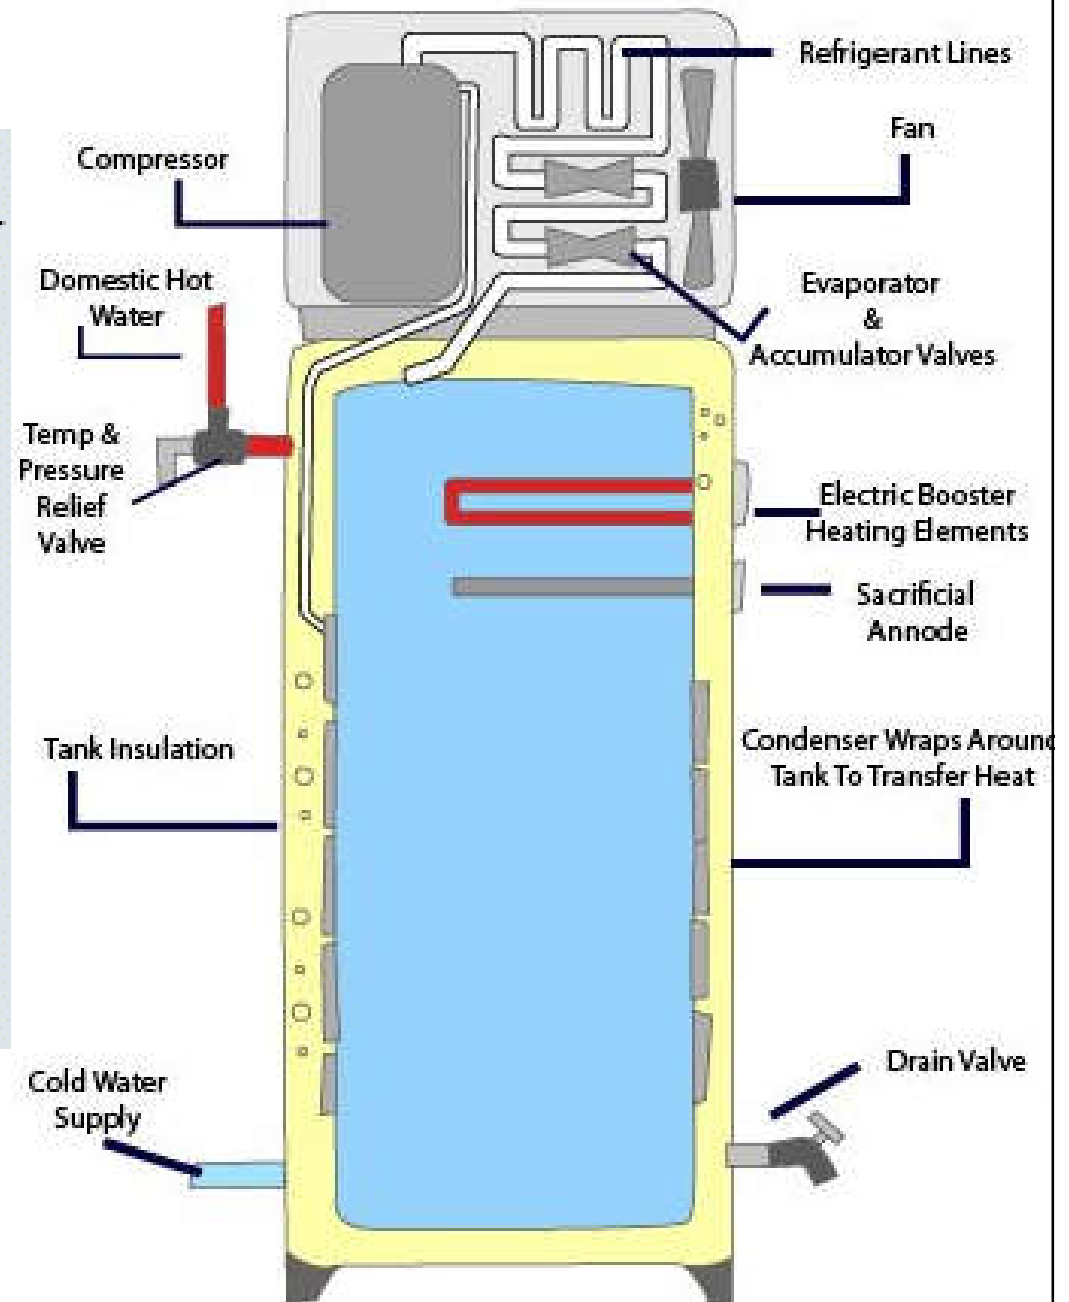 Refrigerant Lines
Fan
Compressor
Domestic Hot
Water
Evaporator
&
Accumulator Valves
Temp &
Pressure
Relief
Valve
Electric Booster
Heating Elements
Sacrificial
Annode
Tank Insulation
Condenser Wraps Around
Tank To Transfer Heat
Cold Water
Supply
Drain Valve